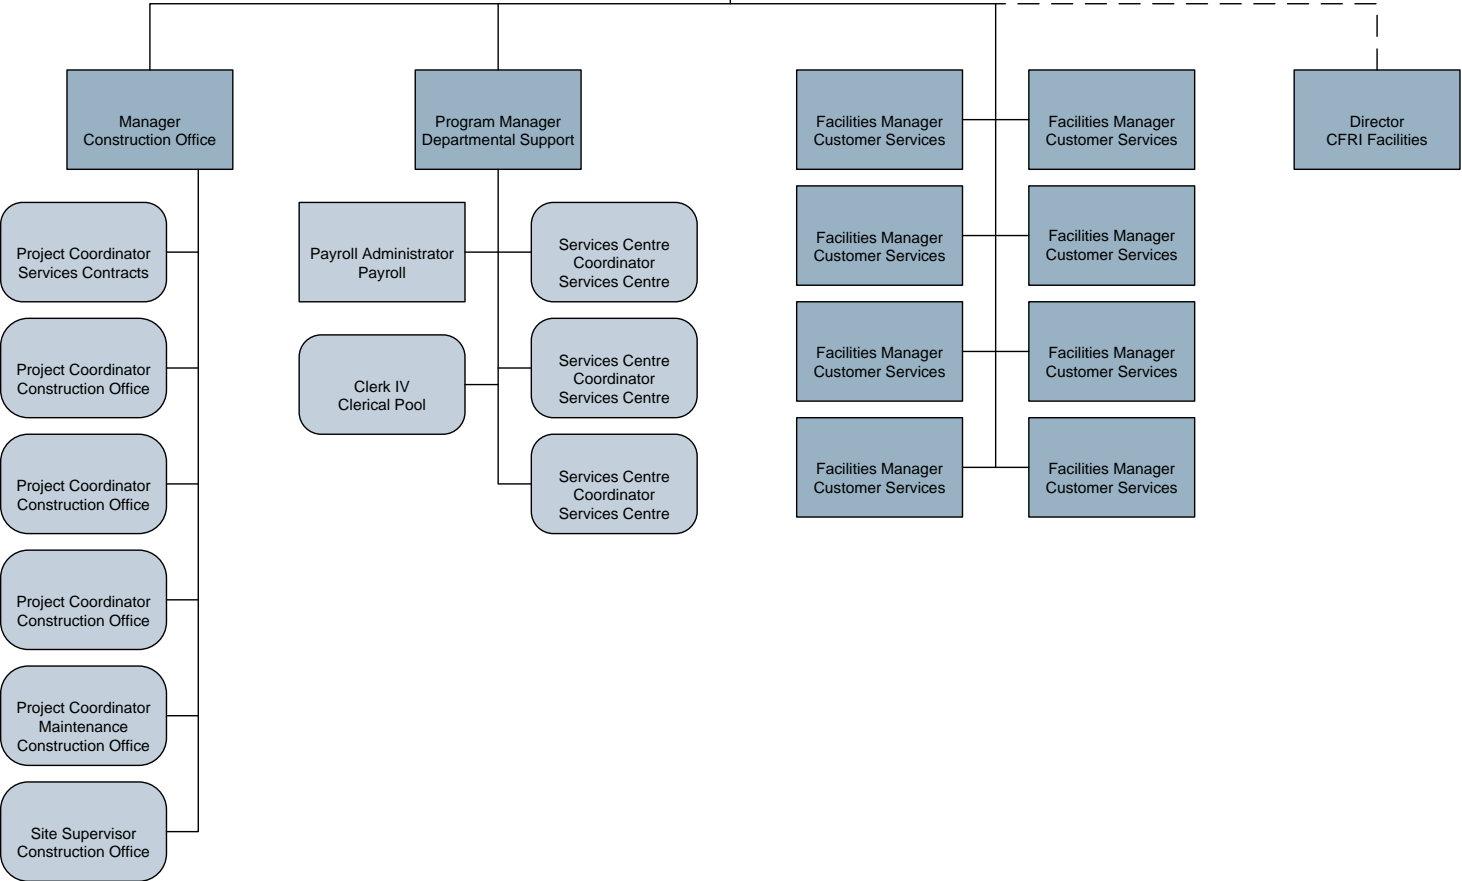 Manager
Construction Office
Program Manager
Departmental Support
Facilities Manager
Customer Services
Facilities Manager
Customer Services
Director
CFRI Facilities
Project Coordinator
Services Contracts
Payroll Administrator
Payroll
Services Centre
Coordinator
Services Centre
Facilities Manager
Customer Services
Facilities Manager
Customer Services
Project Coordinator
Construction Office
Clerk IV
Clerical Pool
Services Centre
Coordinator
Services Centre
Facilities Manager
Customer Services
Facilities Manager
Customer Services
Project Coordinator
Construction Office
Services Centre
Coordinator
Services Centre
Facilities Manager
Customer Services
Facilities Manager
Customer Services
Project Coordinator
Construction Office
Project Coordinator
Maintenance
Construction Office
Site Supervisor
Construction Office